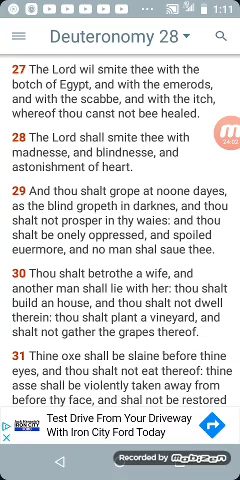 1:11
Deuteronomy 28
27 The Lord wil smite thee with the
botch of Egypt, and with the emerods,
and with the scabbe, and with the itch,
whereof thou canst not bee healed.
28 The Lord shall smite thee with
madnesse, and blindnesse, and
astonishment of heart.
29 And thou shalt grope at noone dayes,
as the blind gropeth in darknes, and thou
shalt not prosper in thy waies: and thou
shalt be onely oppressed, and spoiled
euermore, and no man shal saue thee.
30 Thou shalt betrothe a wife, and
another man shall lie with her: thou shalt
build an house, and thou shalt not dwell
therein: thou shalt plant a vineyard, and
shalt not gather the grapes thereof.
31 Thine oxe shall be slaine before thine
eyes, and thou shalt not eat thereof: thine
asse shall be violently taken away from
before thy face, and shal not be restored
24:02
IRON CITY
Test Drive From Your Driveway
With Iron City Ford Today
Recorded by Mobizen